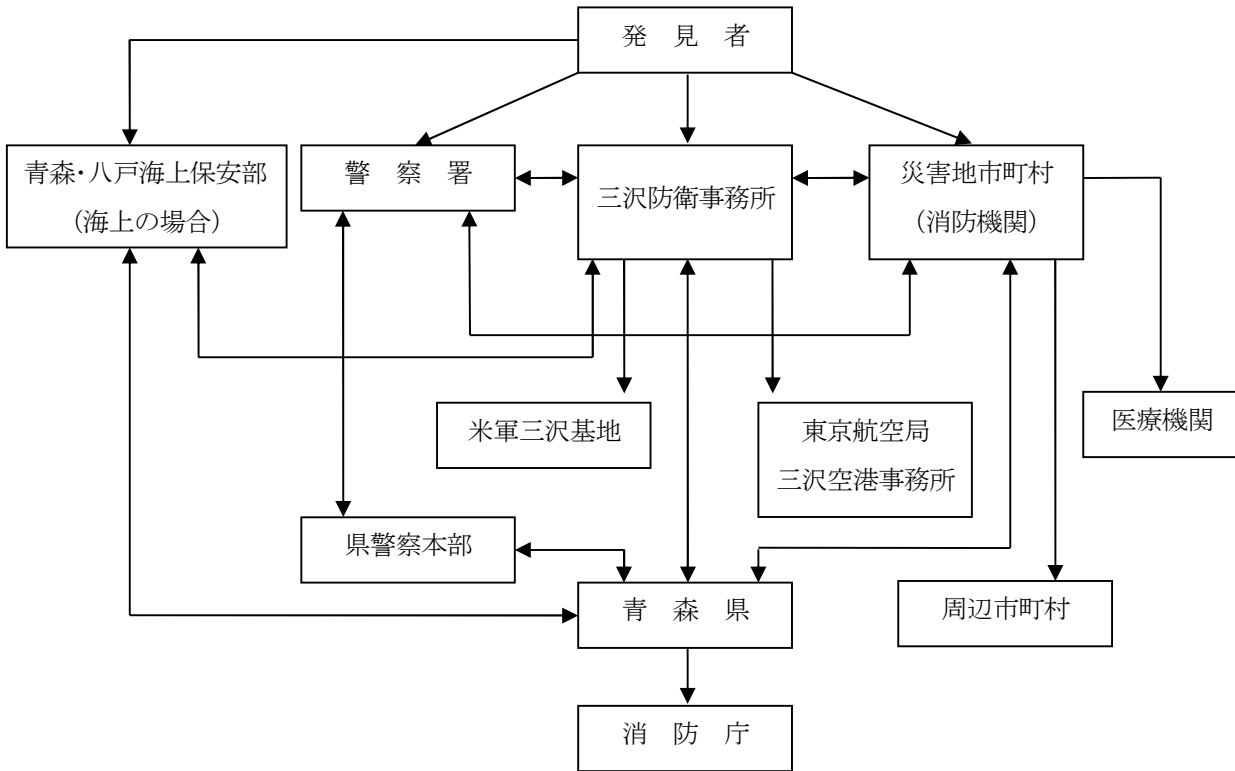 発 見 者
青森・八戸海上保安部
(海上の場合)
警 察 署
三沢防衛事務所
災害地市町村
(消防機関)
米軍三沢基地
東京航空局
三沢空港事務所
医療機関
県警察本部
青 森 県
周辺市町村
消 防 庁